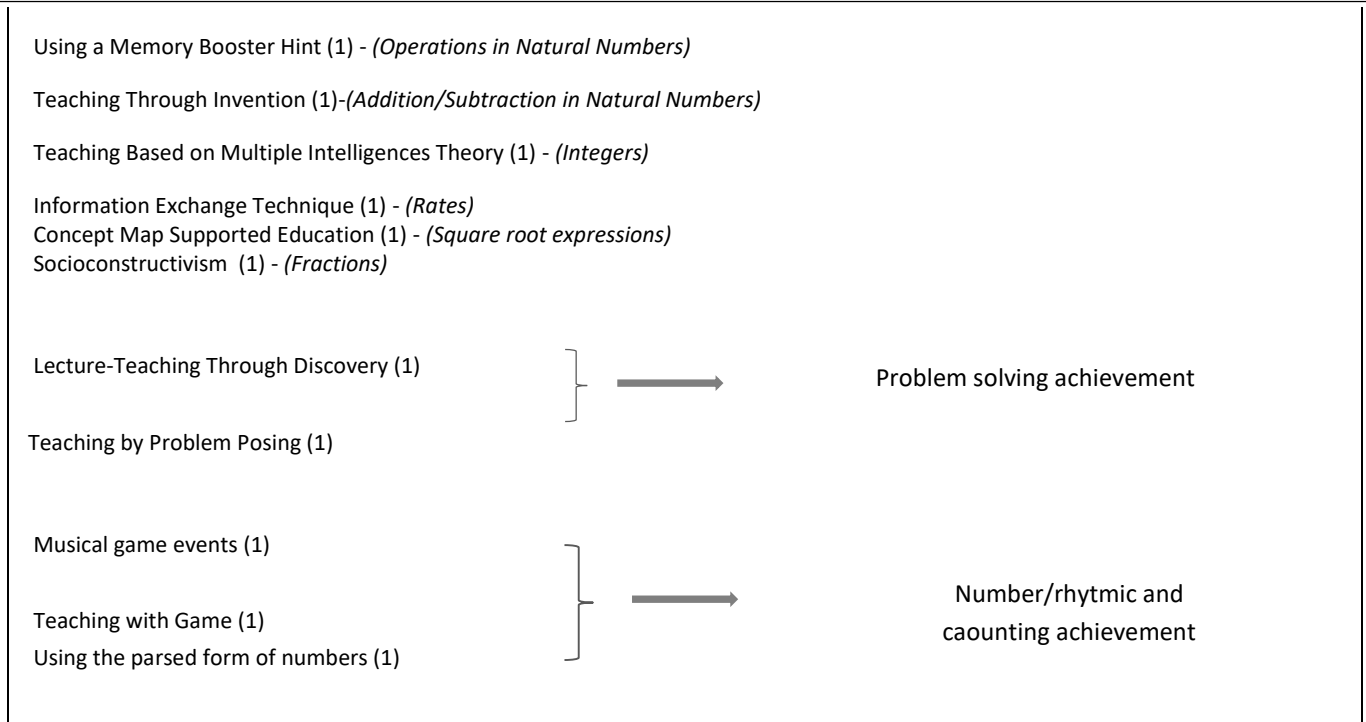 Using a Memory Booster Hint (1) - (Operations in Natural Numbers)
Teaching Through Invention (1)-(Addition/Subtraction in Natural Numbers)
Teaching Based on Multiple Intelligences Theory (1) - (Integers)
Information Exchange Technique (1) - (Rates)
Concept Map Supported Education (1) - (Square root expressions)
Socioconstructivism (1) - (Fractions)
Lecture-Teaching Through Discovery (1)
Problem solving achievement
Teaching by Problem Posing (1)
Musical game events (1)
Teaching with Game (1)
Using the parsed form of numbers (1)
Number/rhytmic and
caounting achievement